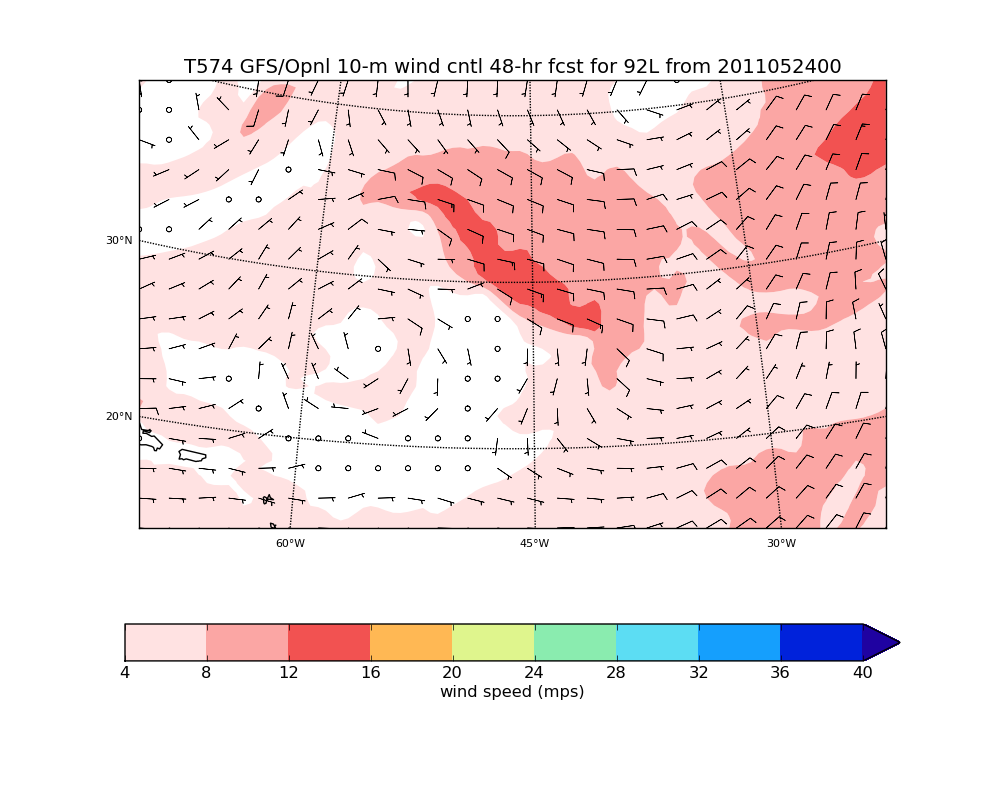 T574 GFS/Opnl 10-m wind cntl 48-hr fcst for 92L from 2011052400
30°N
20°N
60°W 45°W 30°W
4 8 12 16 20 24 28 32 36 40
wind speed (mps)